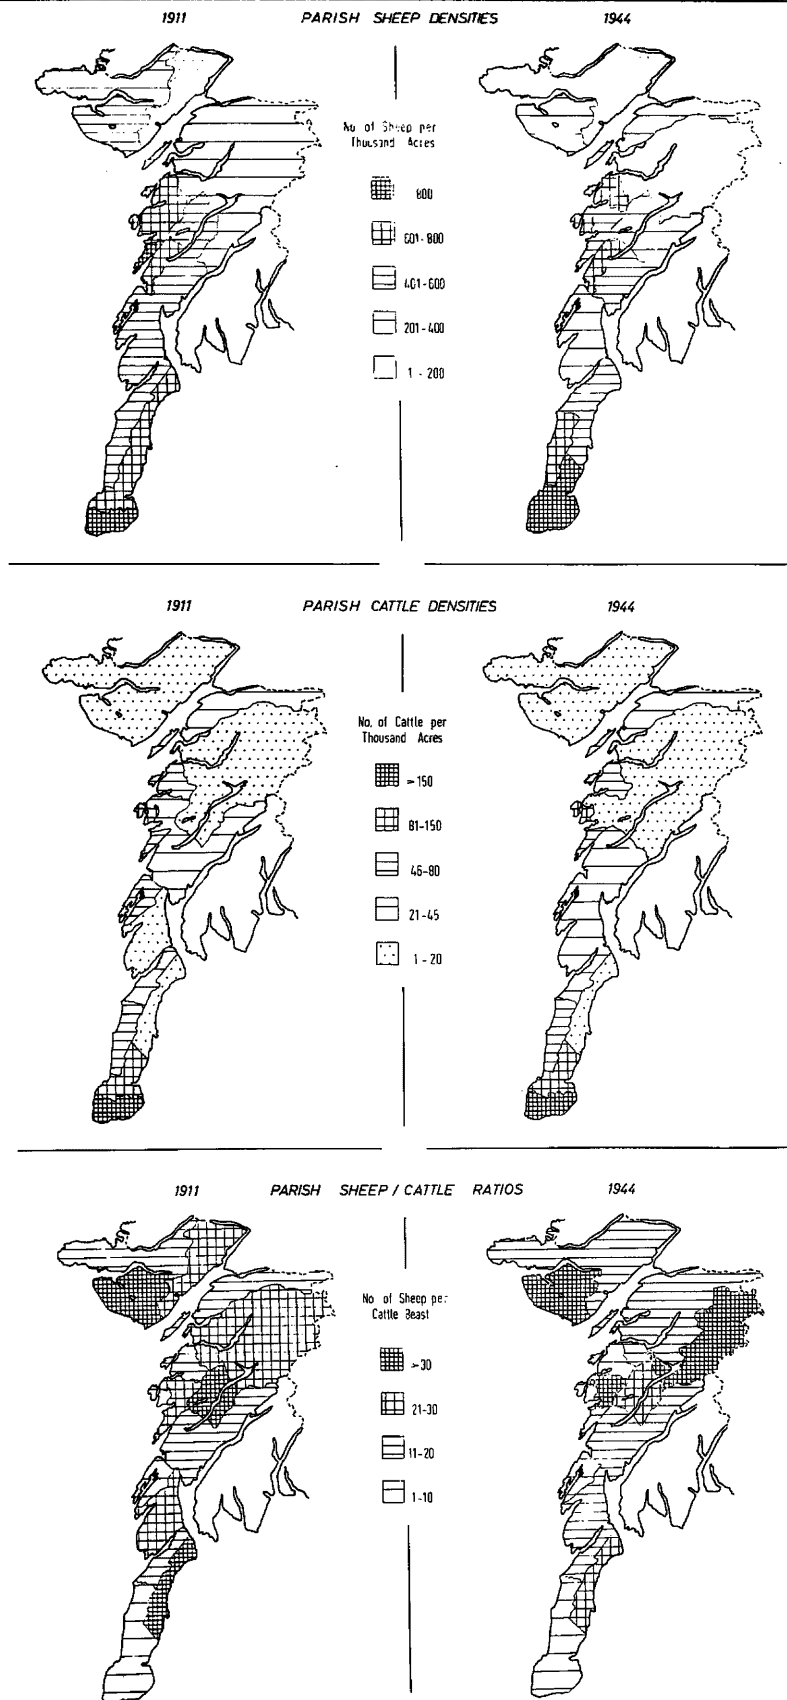 1911 PARISH SHEEP DENSITIES 1944
No. of Sheep per
Thousand Acres
800
601-800
401-600
201-400
1-200
1911 PARISH CATTLE DENSITIES 1944
No. of Cattle per
Thousand Acres
>150
81-150
46-80
21-45
1-20
1911 PARISH SHEEP / CATTLE RATIOS 1944
No of Sheep per
Cattle Beast
>30
21-30
11-20
1-10